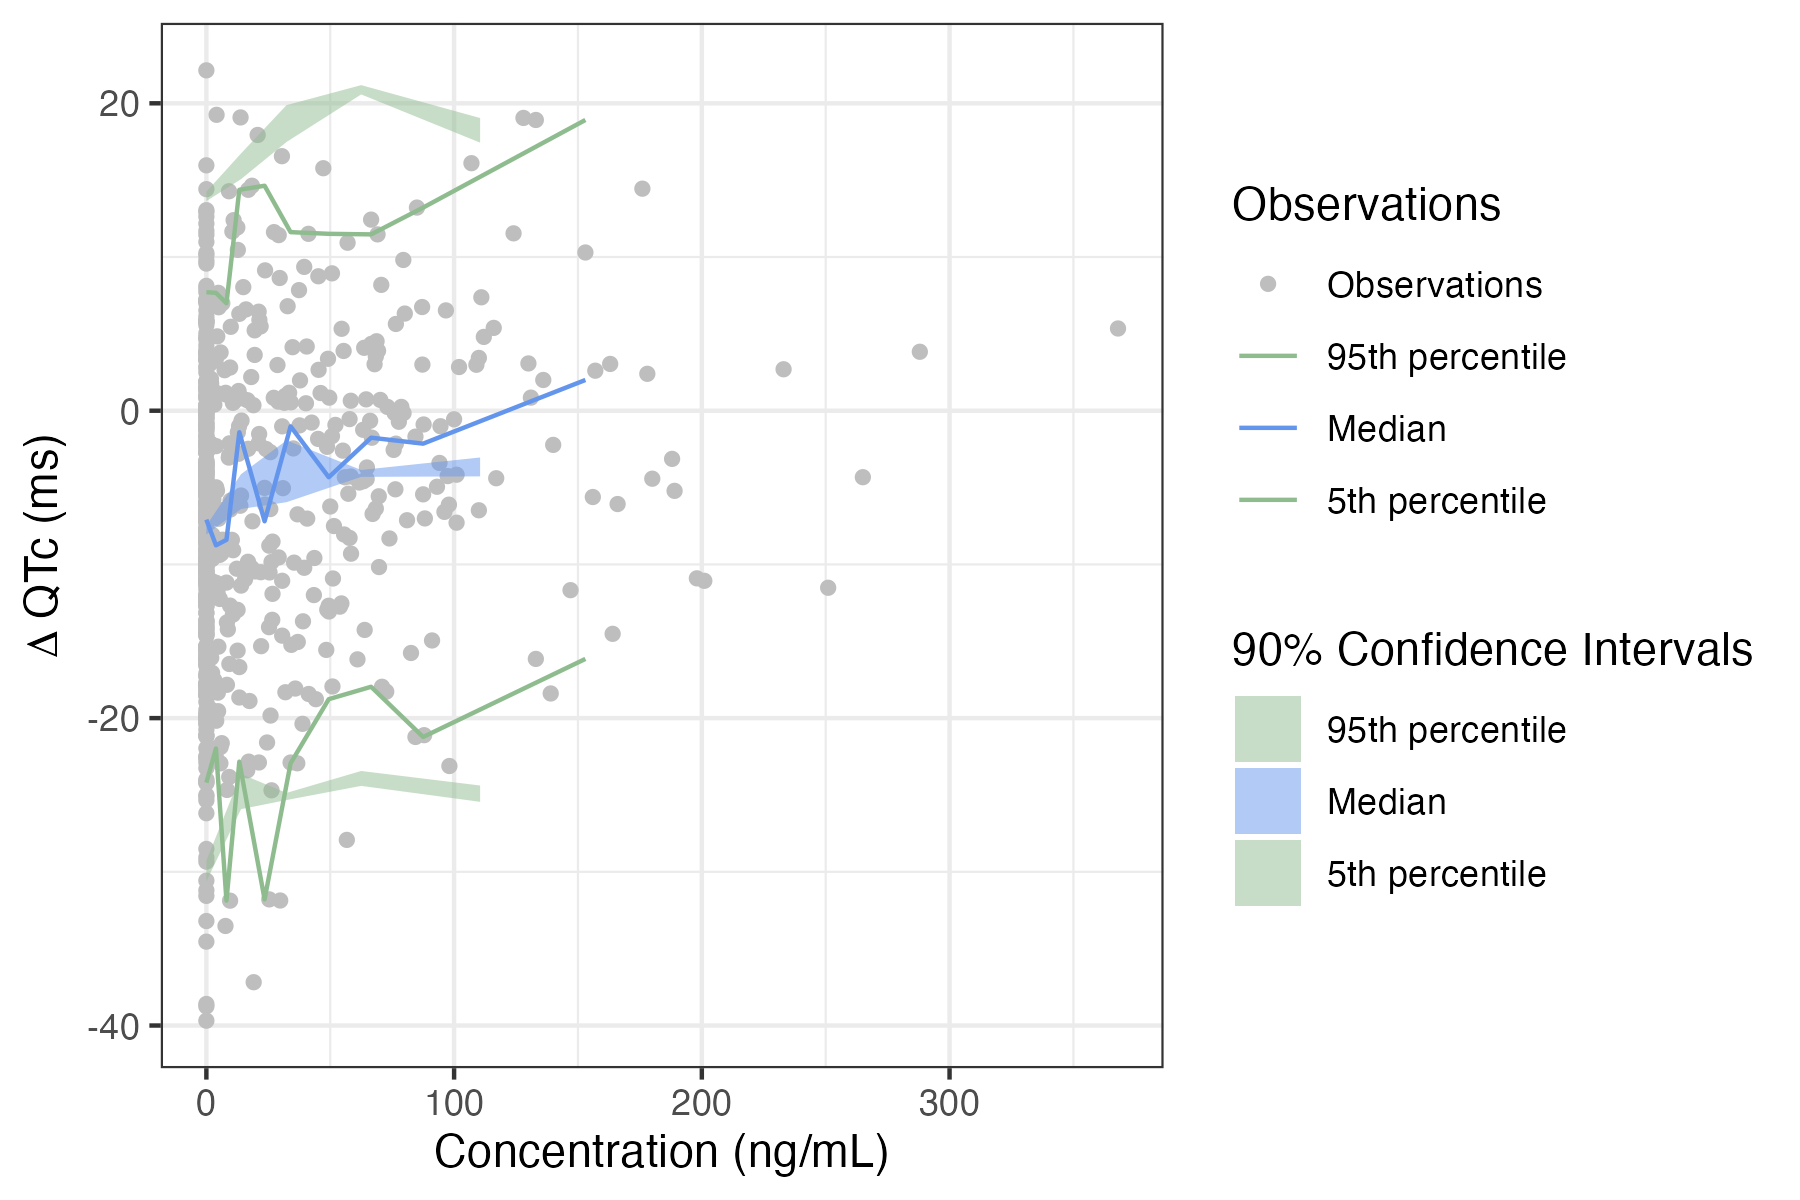 Δ QTc (ms)
20
0
-20
-40
0 100 200 300
Concentration (ng/mL)
Observations
Observations
95th percentile
Median
5th percentile
90% Confidence Intervals
95th percentile
Median
5th percentile